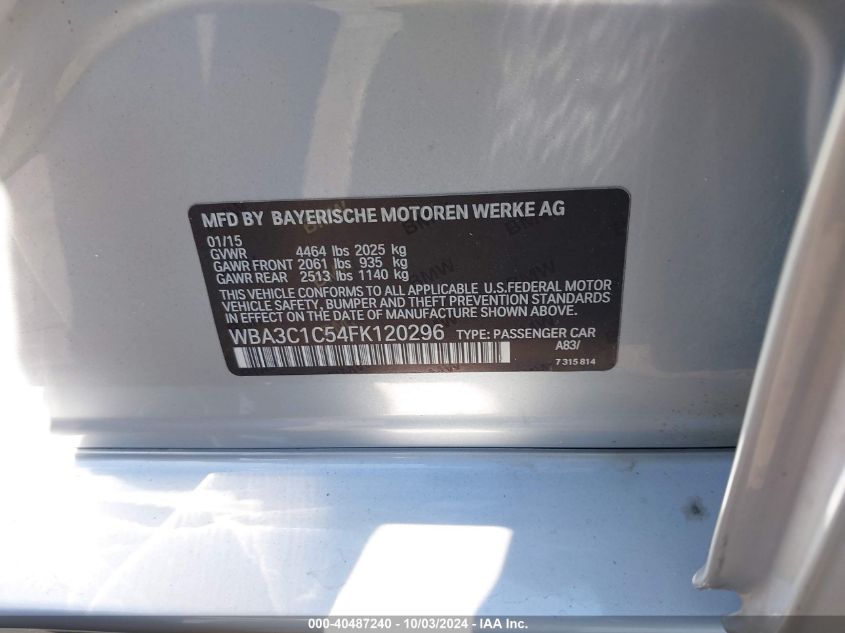 MFD BY BAYERISCHE MOTOREN WERKE AG
01/15
GVWR 4464 lbs 2025 kg
GAWR FRONT 2061 lbs 935 kg
GAWR REAR 2513 lbs 1140 kg
THIS VEHICLE CONFORMS TO ALL APPLICABLE U.S.FEDERAL MOTOR
VEHICLE SAFETY, BUMPER AND THEFT PREVENTION STANDARDS
IN EFFECT ON THE DATE OF MANUFACTURE SHOWN ABOVE.
WBA3C1C54FK120296 TYPE: PASSENGER CAR
A83/
7 315 814
000-40487240 - 10/03/2024 - IAA Inc.